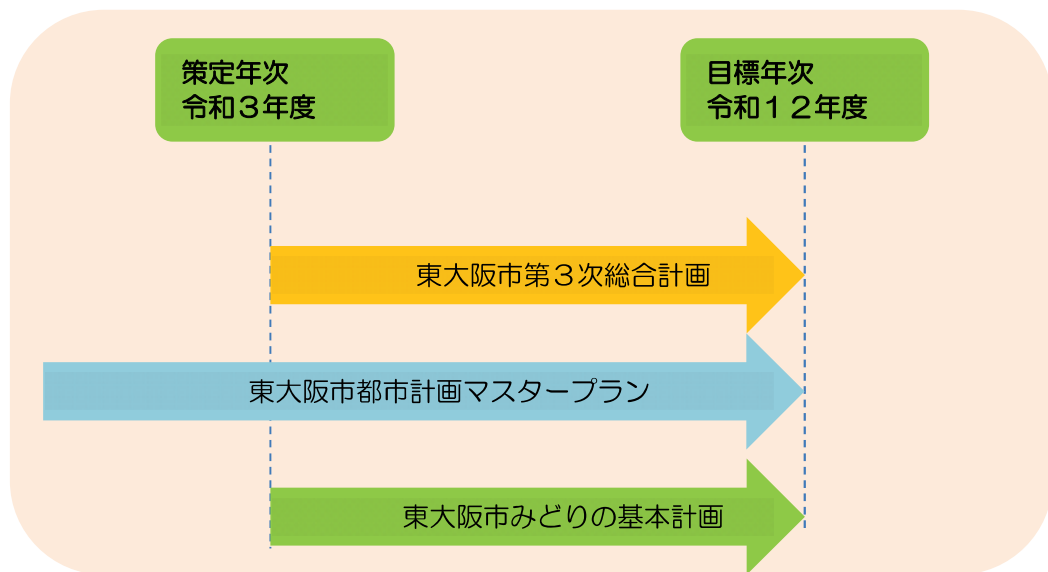 策定年次
令和３年度
目標年次
令和１２年度
東大阪市第３次総合計画
東大阪市都市計画マスタープラン
東大阪市みどりの基本計画